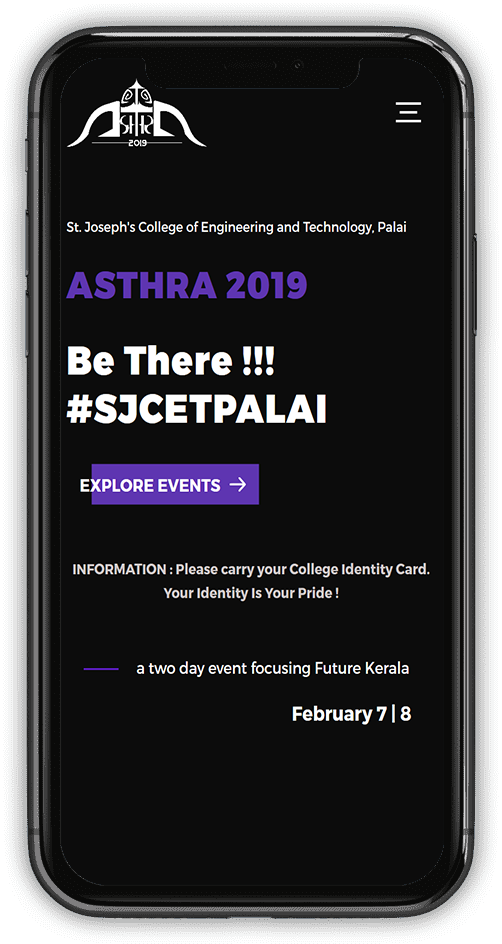 ASTHRA
2019
St. Joseph's College of Engineering and Technology, Palai
ASTHRA 2019
Be There !!!
#SJCETPALAI
EXPLORE EVENTS →
INFORMATION : Please carry your College Identity Card.
Your Identity Is Your Pride !
a two day event focusing Future Kerala
February 7 | 8